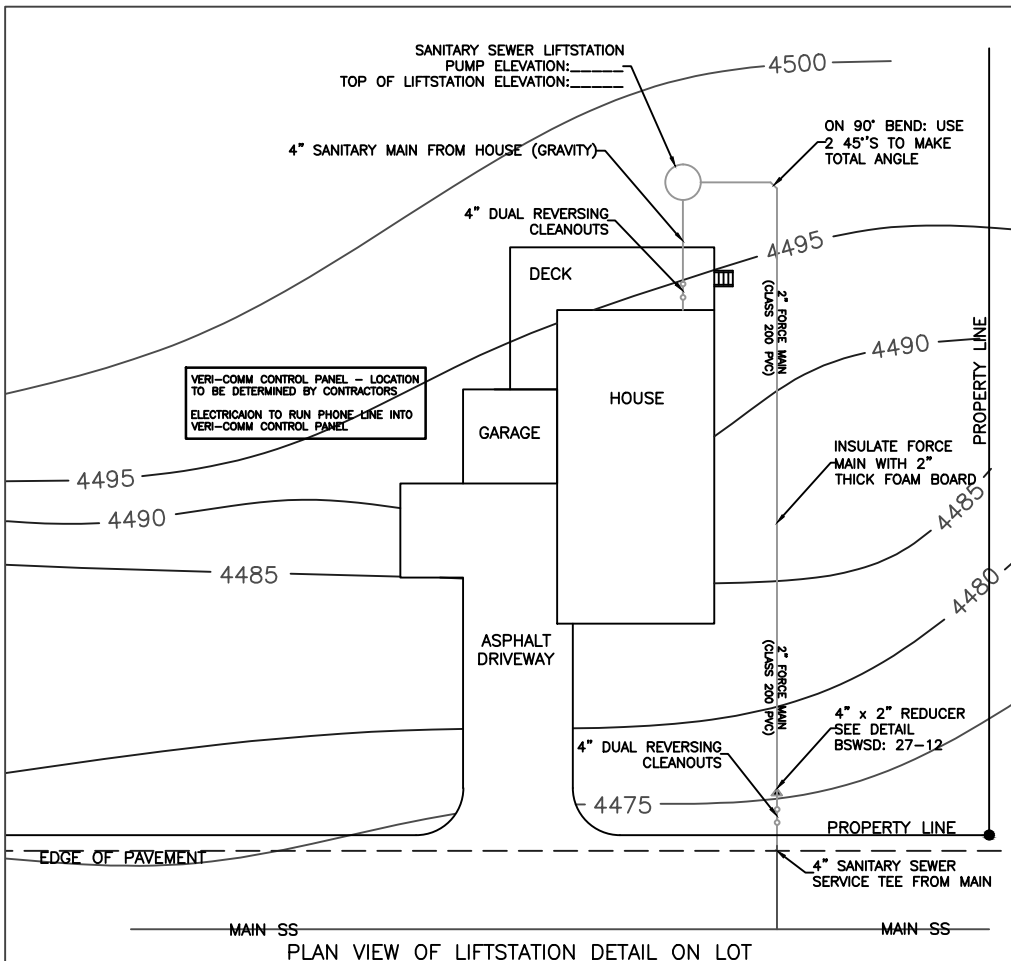 SANITARY SEWER LIFTSTATION
PUMP ELEVATION:_____
TOP OF LIFTSTATION ELEVATION:_____
4500
ON 90° BEND: USE
2 45°'S TO MAKE
TOTAL ANGLE
4" SANITARY MAIN FROM HOUSE (GRAVITY)
4" DUAL REVERSING
CLEANOUTS
4495
DECK
2" FORCE MAIN
(CLASS 200 PVC)
4490
PROPERTY LINE
VERI-COMM CONTROL PANEL - LOCATION
TO BE DETERMINED BY CONTRACTORS
ELECTRICAION TO RUN PHONE LINE INTO
VERI-COMM CONTROL PANEL
HOUSE
GARAGE
INSULATE FORCE
MAIN WITH 2"
THICK FOAM BOARD
4495
4490
4485
4485
4480
ASPHALT
DRIVEWAY
2" FORCE MAIN
(CLASS 200 PVC)
4" x 2" REDUCER
SEE DETAIL
BSWSD: 27-12
4" DUAL REVERSING
CLEANOUTS
4475
PROPERTY LINE
EDGE OF PAVEMENT
4" SANITARY SEWER
SERVICE TEE FROM MAIN
MAIN SS
MAIN SS
PLAN VIEW OF LIFTSTATION DETAIL ON LOT